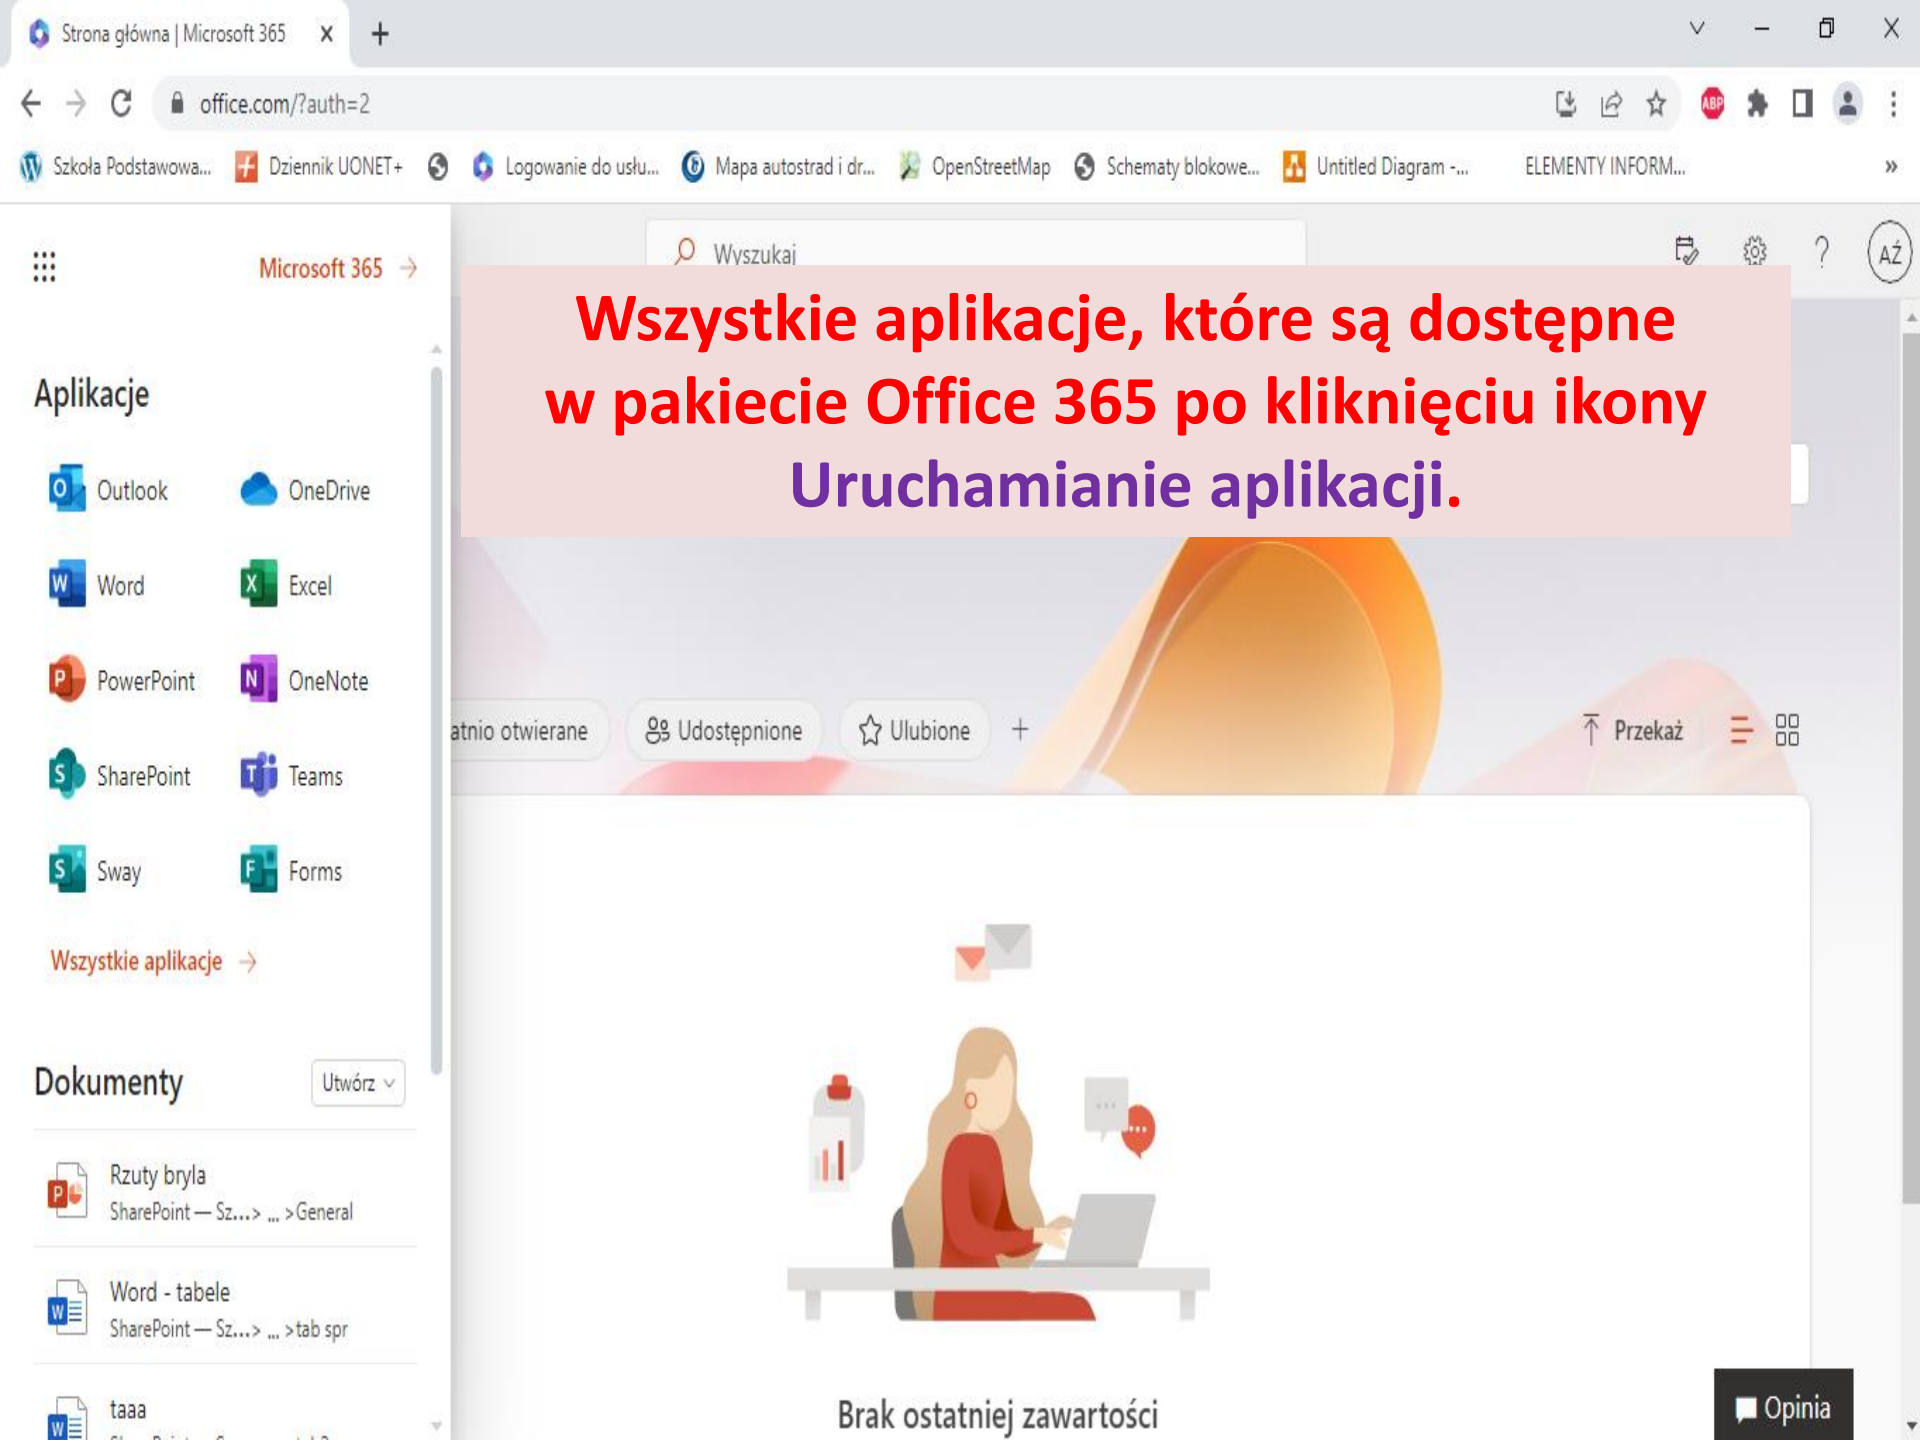 Strona główna | Microsoft 365
office.com/?auth=2
Szkoła Podstawowa... Dziennik UONET+ Logowanie do usłu... Mapa autostrad i dr... OpenStreetMap Schematy blokowe... Untitled Diagram -... ELEMENTY INFORM... »
Microsoft 365 →
Wyszukaj
AŹ
Wszystkie aplikacje, które są dostępne
w pakiecie Office 365 po kliknięciu ikony
Uruchamianie aplikacji.
Aplikacje
Outlook OneDrive
Word Excel
PowerPoint OneNote
SharePoint Teams
Sway Forms
Wszystkie aplikacje →
atnio otwierane Udostępnione Ulubione + Przekaż
Dokumenty Utwórz
Rzuty bryla
SharePoint — Sz...> ... >General
Word - tabele
SharePoint — Sz...> ... >tab spr
taaa
Brak ostatniej zawartości
Opinia